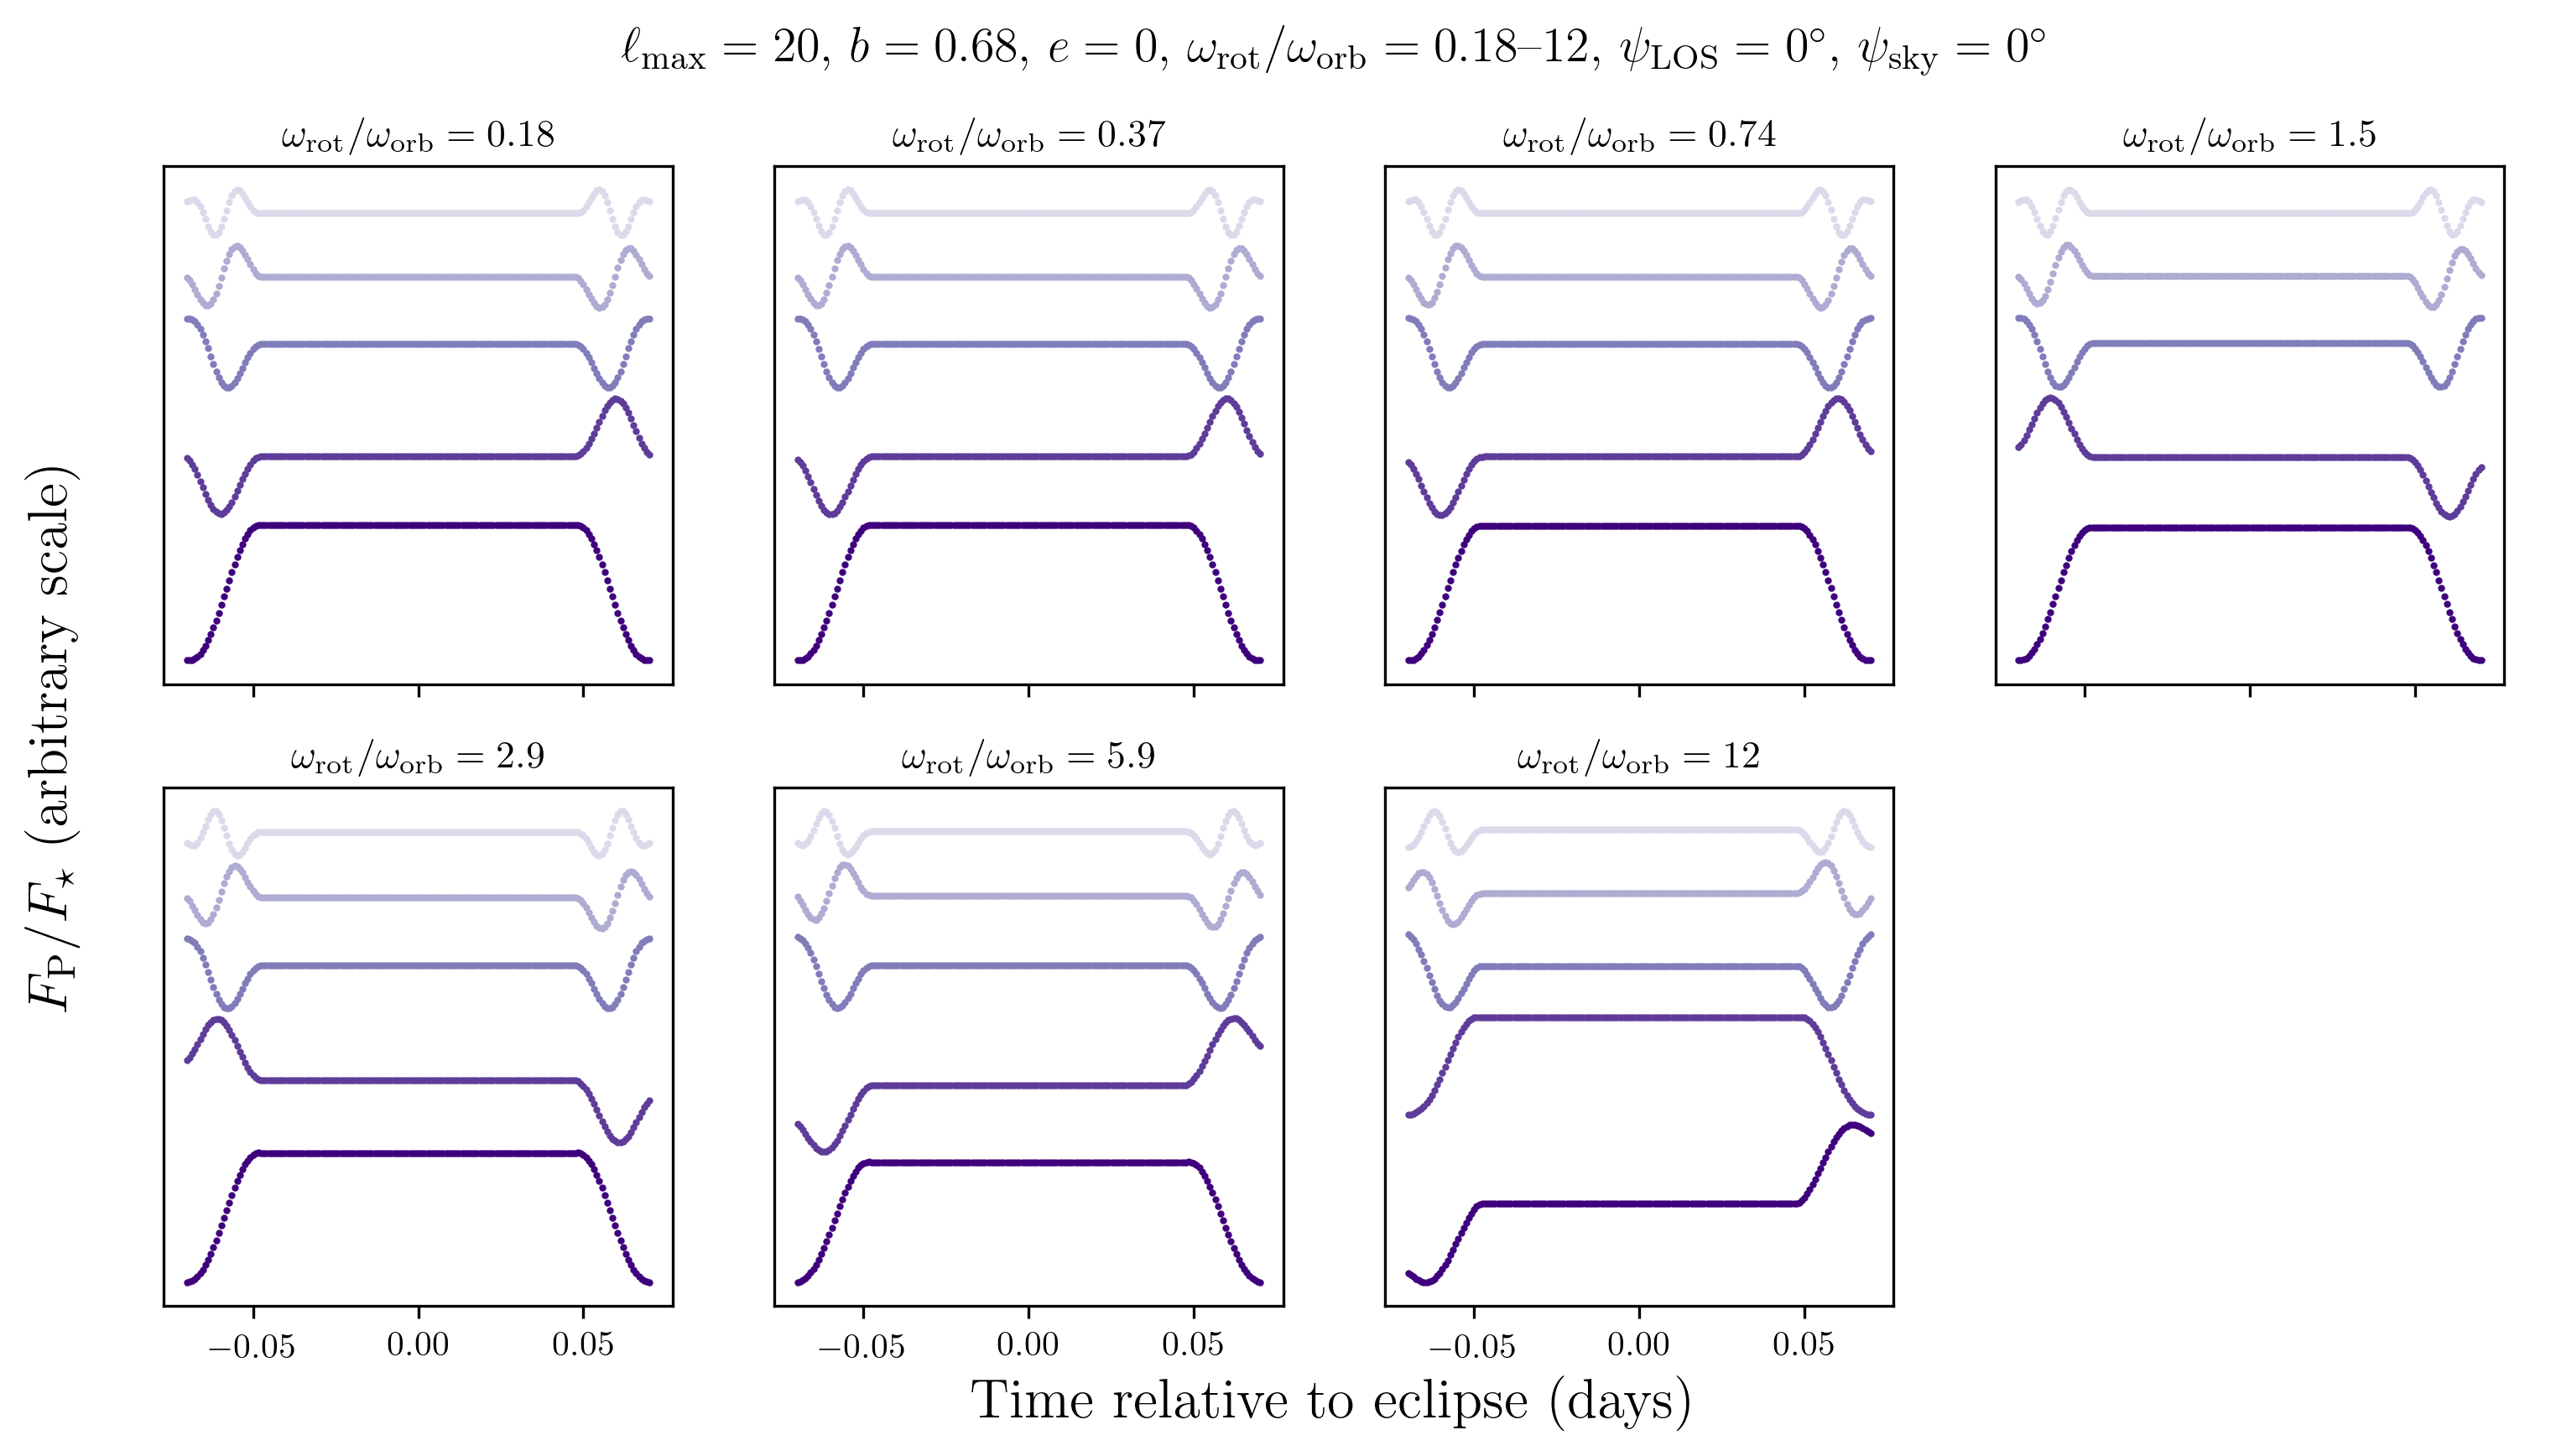 ℓmax = 20, b = 0.68, e = 0, ωrot/ωorb = 0.18–12, ψLOS = 0°, ψsky = 0°
ωrot/ωorb = 0.18
ωrot/ωorb = 0.37
ωrot/ωorb = 0.74
ωrot/ωorb = 1.5
FP / F⋆ (arbitrary scale)
ωrot/ωorb = 2.9
ωrot/ωorb = 5.9
ωrot/ωorb = 12
−0.05 0.00 0.05
−0.05 0.00 0.05
−0.05 0.00 0.05
Time relative to eclipse (days)